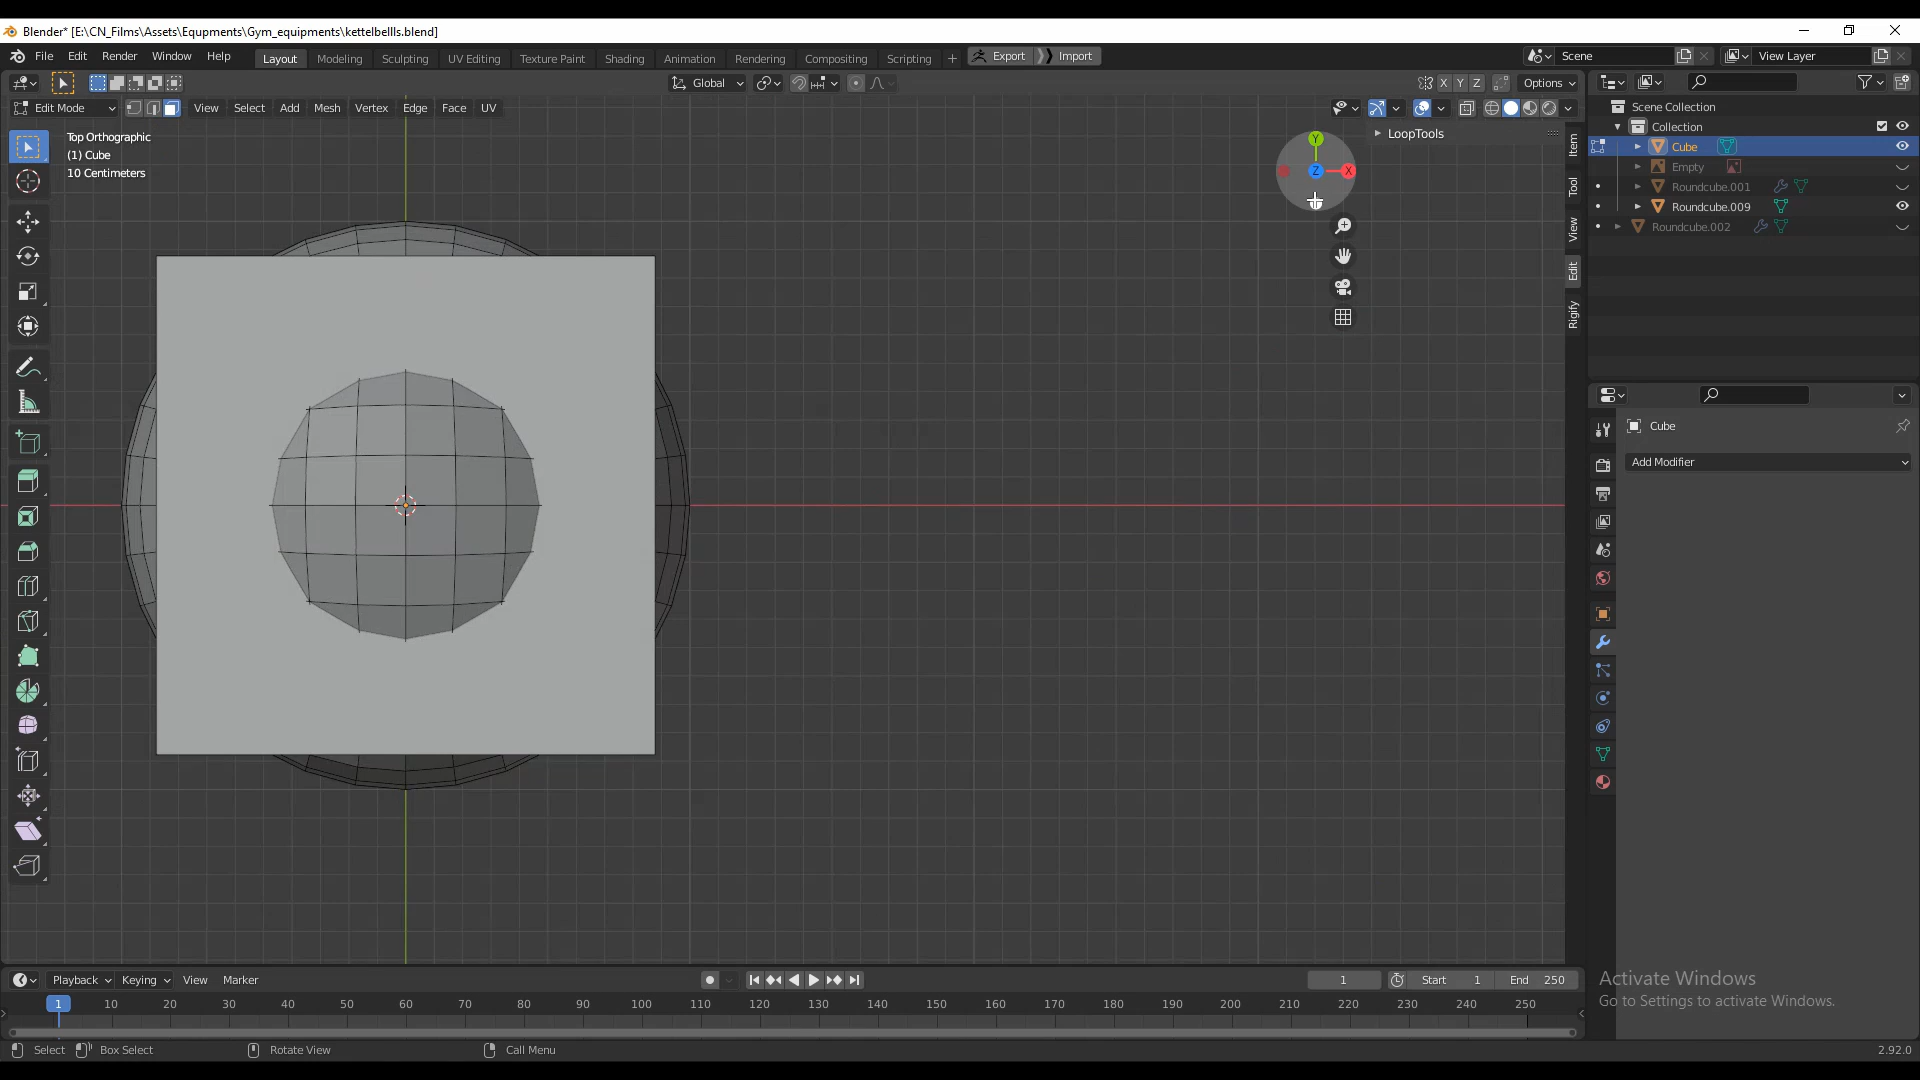 Blender* [E:\CN_Films\Assets\Equpments\Gym_equipments\kettelbellls.blend]
File Edit Render Window Help Layout Modeling Sculpting UV Editing Texture Paint Shading Animation Rendering Compositing Scripting + Export Import Scene View Layer
Global X Y Z Options
Edit Mode View Select Add Mesh Vertex Edge Face UV
Top Orthographic
(1) Cube
10 Centimeters
LoopTools
Y
Z X
Item
Tool
View
Edit
Rigify
Scene Collection
Collection
Cube
Empty
Roundcube.001
Roundcube.009
Roundcube.002
Cube
Add Modifier
Playback Keying View Marker 1 Start 1 End 250
1 10 20 30 40 50 60 70 80 90 100 110 120 130 140 150 160 170 180 190 200 210 220 230 240 250
Activate Windows
Go to Settings to activate Windows.
Select Box Select Rotate View Call Menu 2.92.0